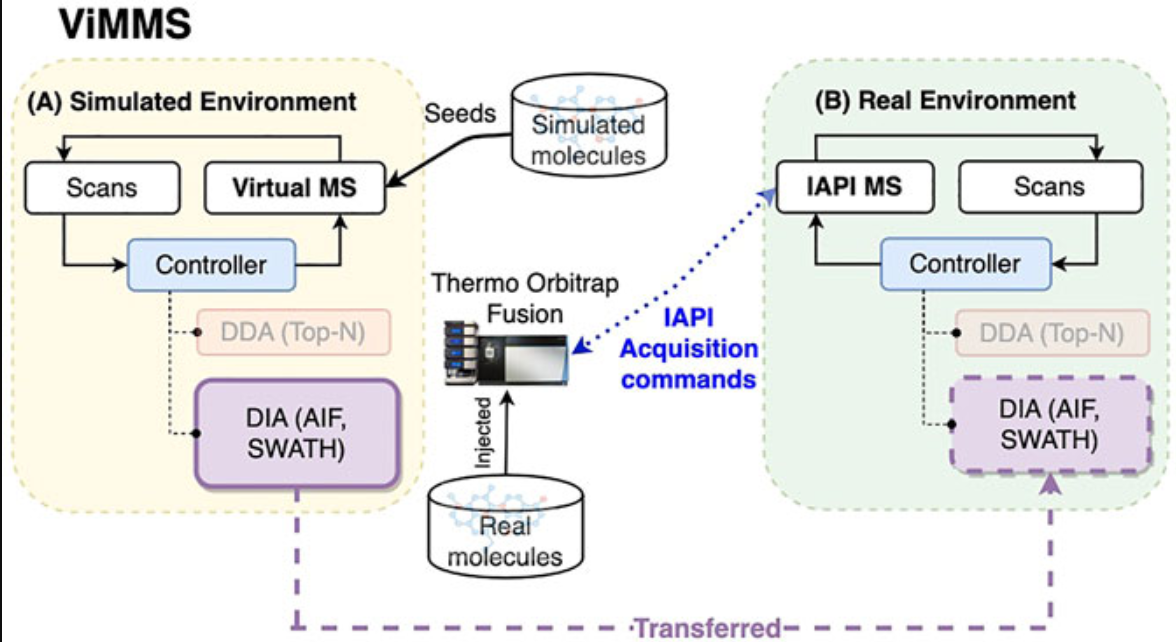 ViMMS
(A) Simulated Environment
Seeds
Simulated
molecules
Scans
Virtual MS
Controller
DDA (Top-N)
DIA (AIF,
SWATH)
Thermo Orbitrap
Fusion
IAPI
Acquisition
commands
Injected
Real
molecules
(B) Real Environment
IAPI MS
Scans
Controller
DDA (Top-N)
DIA (AIF,
SWATH)
Transferred